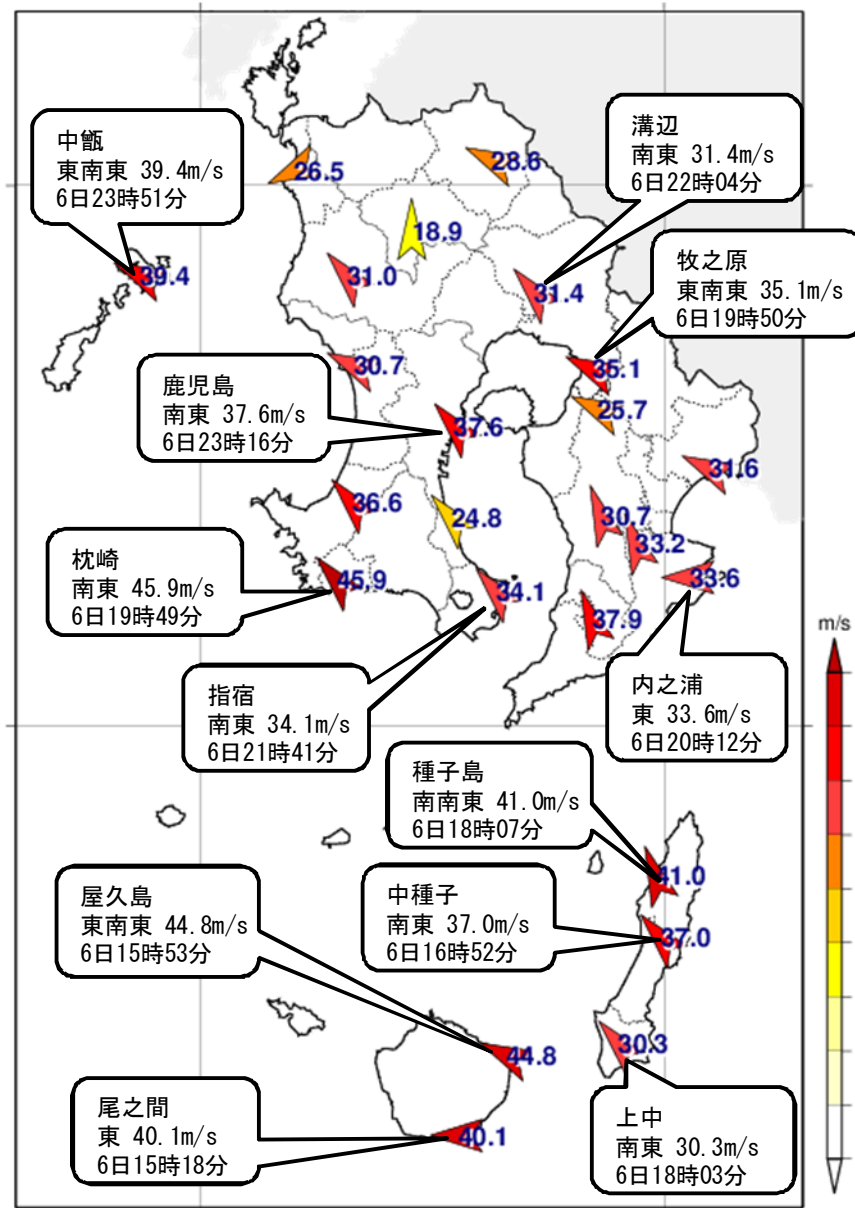 中甑
東南東 39.4m/s
6日23時51分
溝辺
南東 31.4m/s
6日22時04分
26.5
28.6
18.9
牧之原
東南東 35.1m/s
6日19時50分
39.4
31.0
31.4
鹿児島
南東 37.6m/s
6日23時16分
30.7
35.1
25.7
37.6
31.6
36.6
24.8
30.7
33.2
枕崎
南東 45.9m/s
6日19時49分
45.9
34.1
33.6
37.9
m/s
指宿
南東 34.1m/s
6日21時41分
内之浦
東 33.6m/s
6日20時12分
種子島
南南東 41.0m/s
6日18時07分
41.0
屋久島
東南東 44.8m/s
6日15時53分
中種子
南東 37.0m/s
6日16時52分
37.0
44.8
30.3
尾之間
東 40.1m/s
6日15時18分
40.1
上中
南東 30.3m/s
6日18時03分